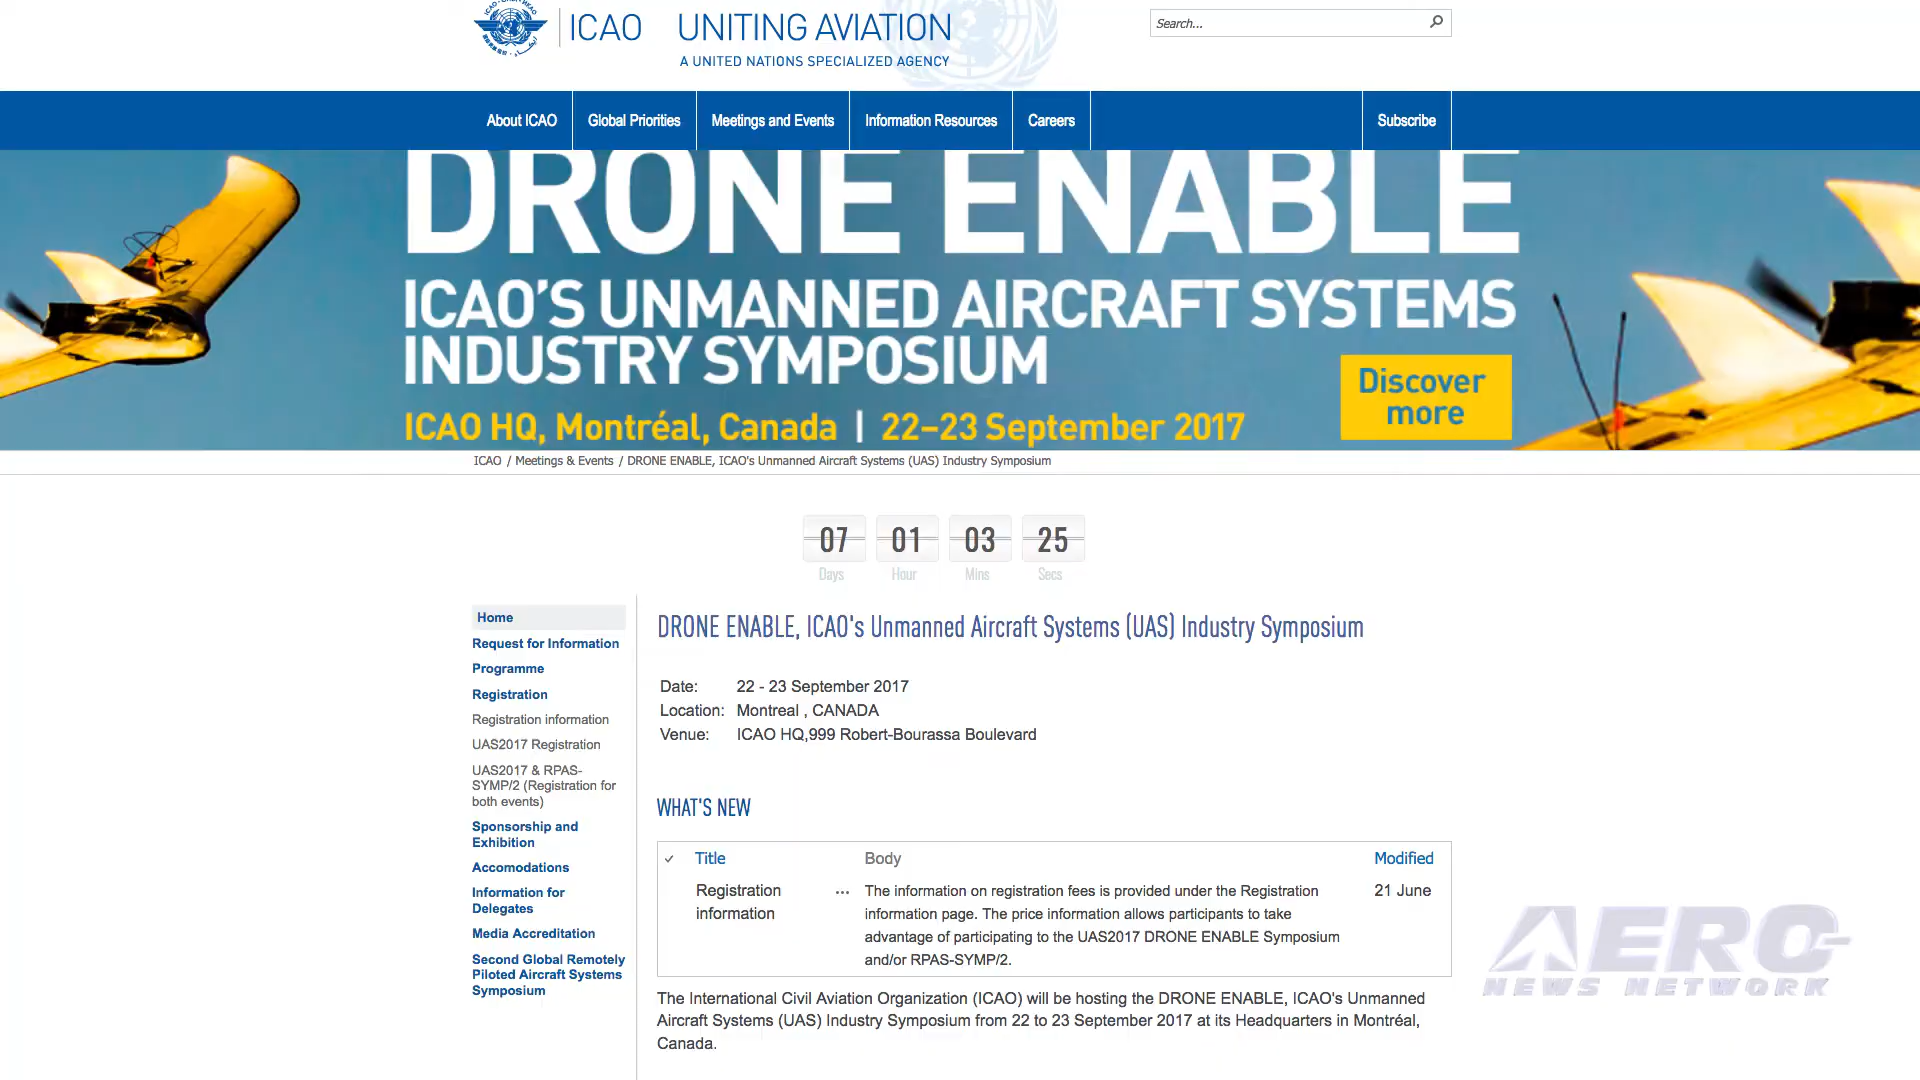 ICAO
UNITING AVIATION
A UNITED NATIONS SPECIALIZED AGENCY
Search...
About ICAO
Global Priorities
Meetings and Events
Information Resources
Careers
Subscribe
DRONE ENABLE
ICAO'S UNMANNED AIRCRAFT SYSTEMS
INDUSTRY SYMPOSIUM
ICAO HQ, Montréal, Canada | 22–23 September 2017
Discover
more
ICAO / Meetings & Events / DRONE ENABLE, ICAO's Unmanned Aircraft Systems (UAS) Industry Symposium
07 01 03 25
Days Hour Mins Secs
Home
Request for Information
Programme
Registration
Registration information
UAS2017 Registration
UAS2017 & RPAS-
SYMP/2 (Registration for
both events)
Sponsorship and
Exhibition
Accomodations
Information for
Delegates
Media Accreditation
Second Global Remotely
Piloted Aircraft Systems
Symposium
DRONE ENABLE, ICAO's Unmanned Aircraft Systems (UAS) Industry Symposium
Date: 22 - 23 September 2017
Location: Montreal , CANADA
Venue: ICAO HQ,999 Robert-Bourassa Boulevard
WHAT'S NEW
Title Body Modified
Registration
information
...
The information on registration fees is provided under the Registration
information page. The price information allows participants to take
advantage of participating to the UAS2017 DRONE ENABLE Symposium
and/or RPAS-SYMP/2.
21 June
The International Civil Aviation Organization (ICAO) will be hosting the DRONE ENABLE, ICAO's Unmanned
Aircraft Systems (UAS) Industry Symposium from 22 to 23 September 2017 at its Headquarters in Montréal,
Canada.
AERO
NEWS NETWORK